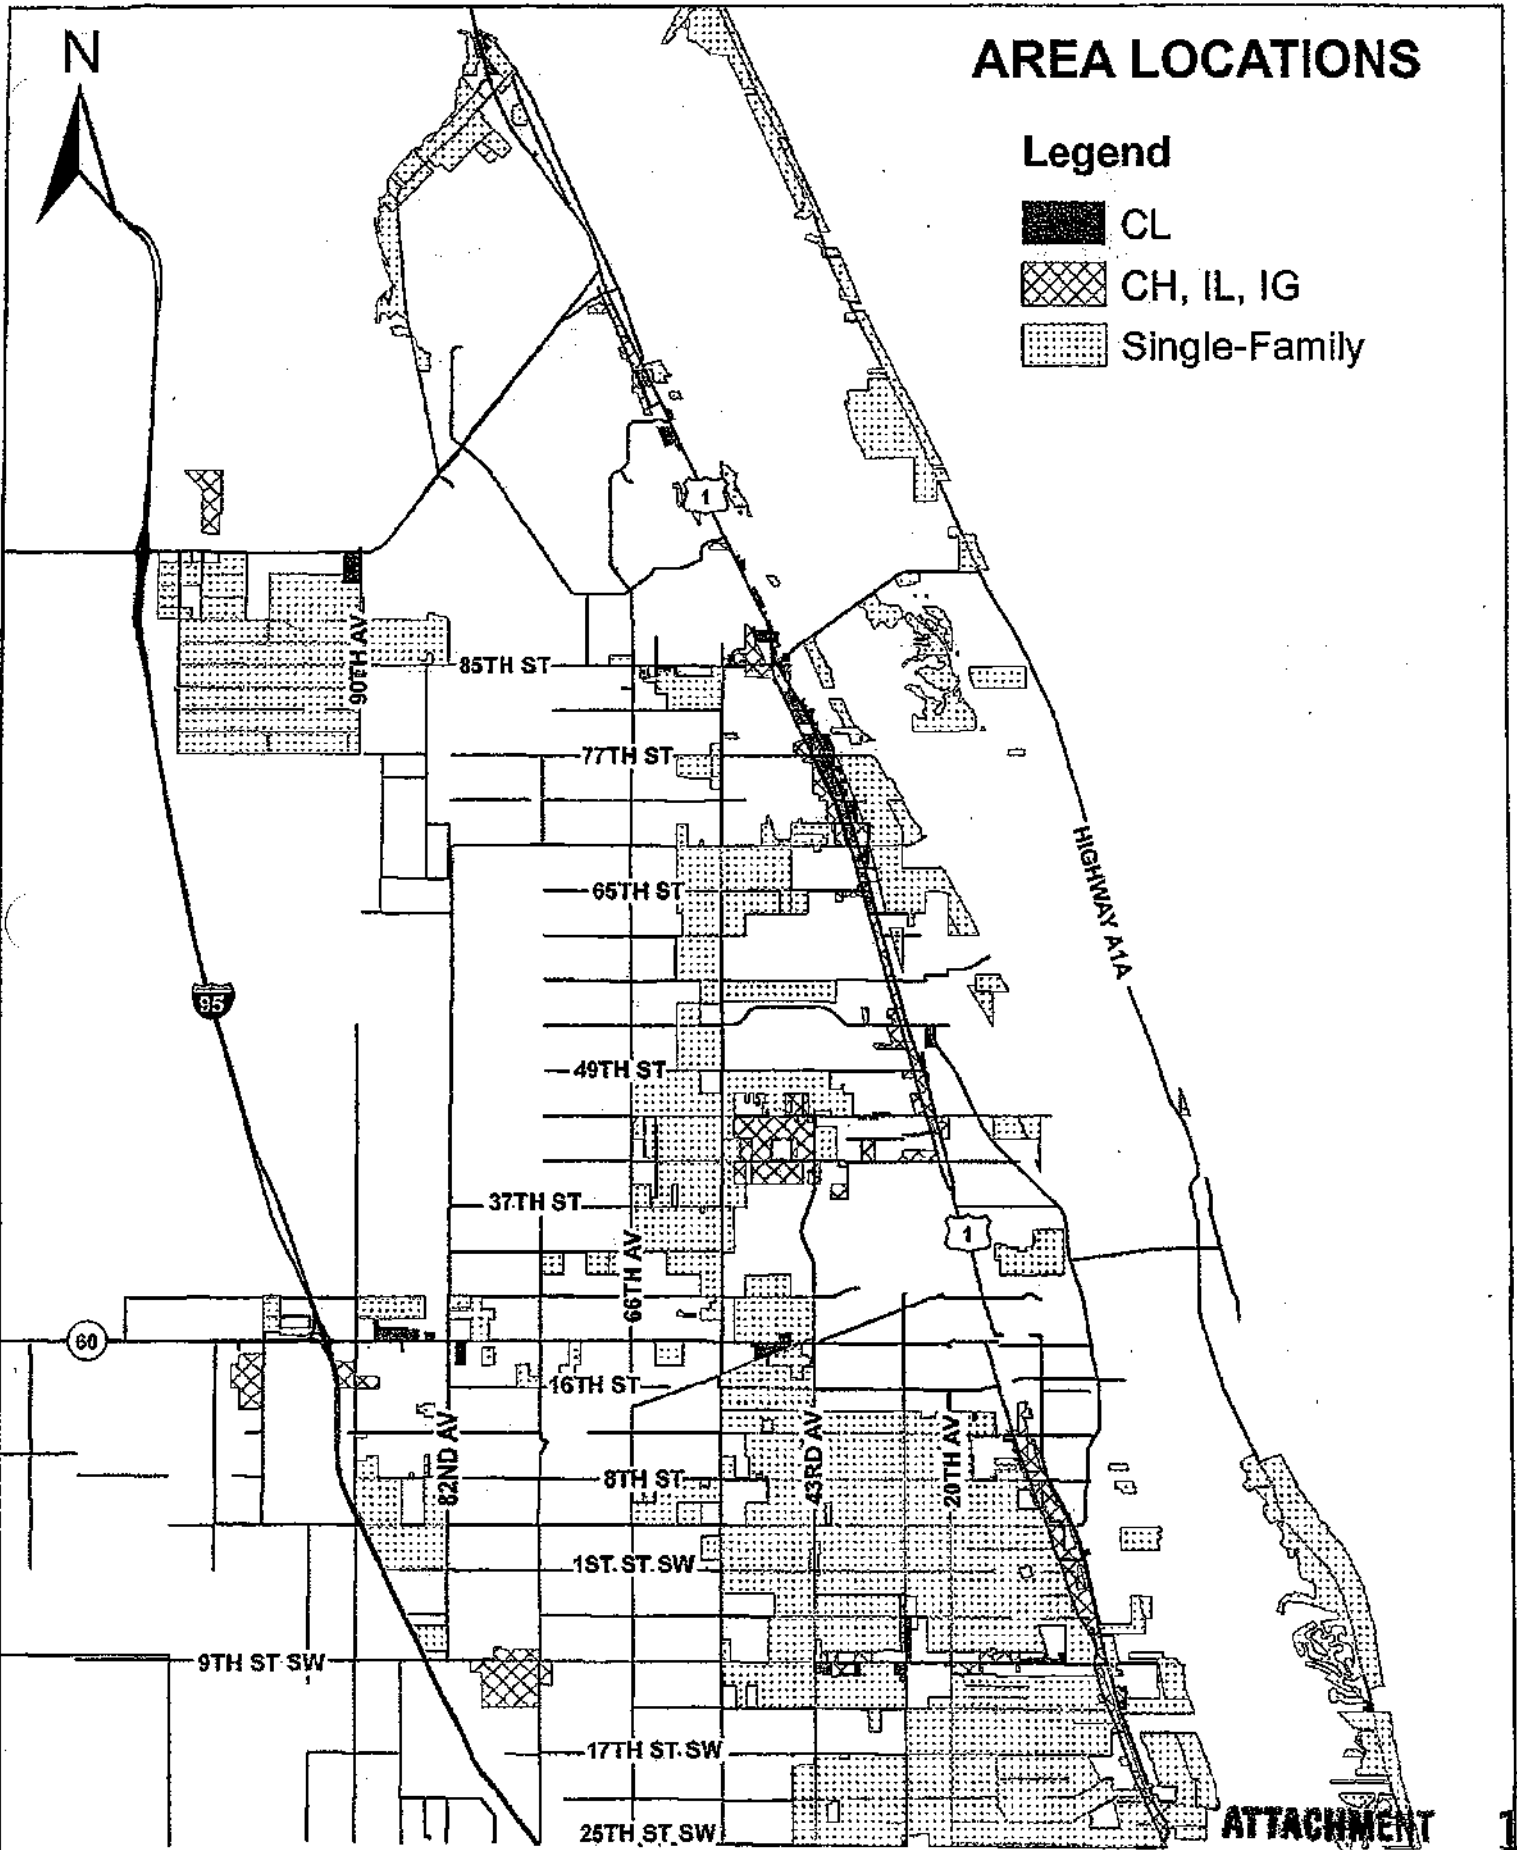 N
AREA LOCATIONS
Legend
CL
CH, IL, IG
Single-Family
1
90TH AV
85TH ST
77TH ST
65TH ST
HIGHWAY A1A
95
49TH ST
37TH ST
66TH AV
1
60
16TH ST
82ND AV
8TH ST
43RD AV
20TH AV
1ST. ST. SW
9TH ST SW
17TH ST. SW
25TH ST. SW
ATTACHMENT 1